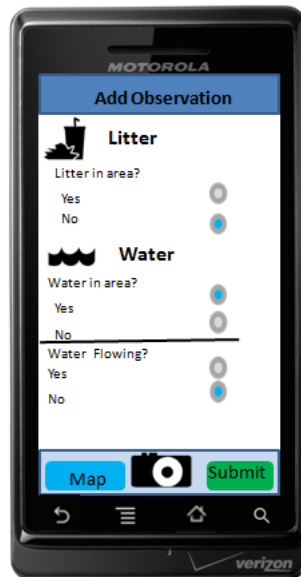 MOTOROLA
Add Observation
Litter
Litter in area?
Yes
No
Water
Water in area?
Yes
No
Water Flowing?
Yes
No
Map
Submit
verizon